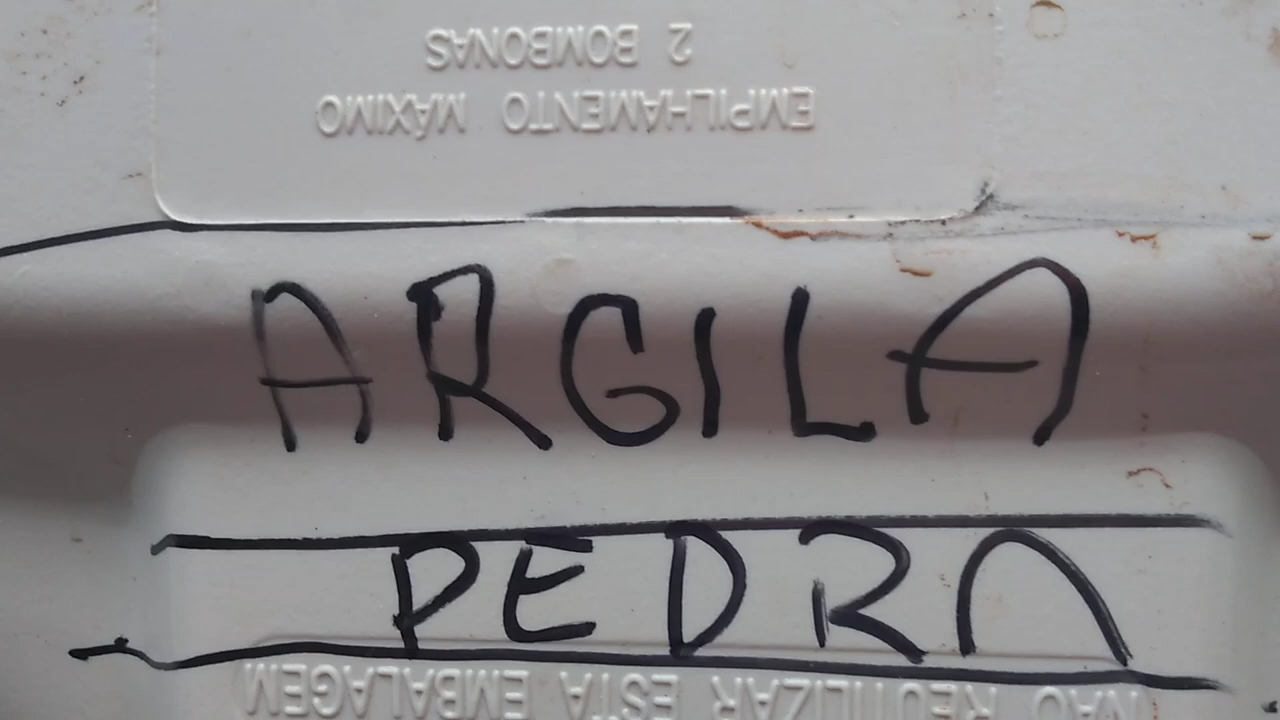 EMPILHAMENTO MÁXIMO
2 BOMBONAS
ARGILA
PEDRA
NÃO REUTILIZAR ESTA EMBALAGEM